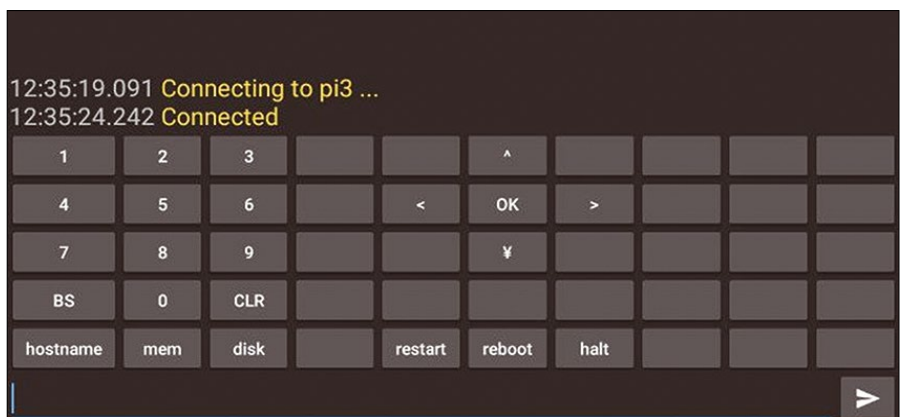 12:35:19.091 Connecting to pi3 ...
12:35:24.242 Connected
1 2 3 ^
4 5 6 < OK >
7 8 9 ¥
BS 0 CLR
hostname mem disk restart reboot halt